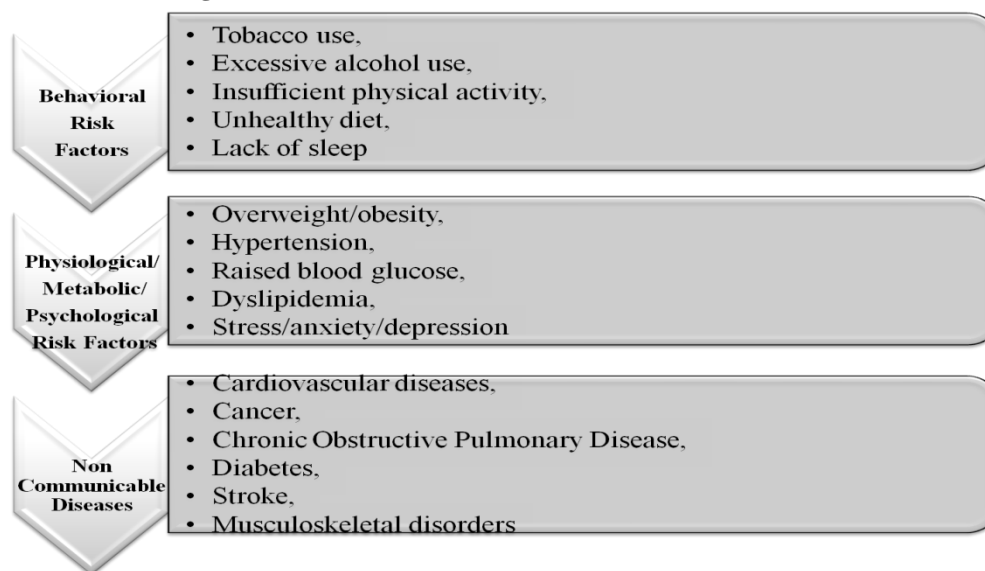 Behavioral
Risk
Factors
• Tobacco use,
• Excessive alcohol use,
• Insufficient physical activity,
• Unhealthy diet,
• Lack of sleep
Physiological/
Metabolic/
Psychological
Risk Factors
• Overweight/obesity,
• Hypertension,
• Raised blood glucose,
• Dyslipidemia,
• Stress/anxiety/depression
Non
Communicable
Diseases
• Cardiovascular diseases,
• Cancer,
• Chronic Obstructive Pulmonary Disease,
• Diabetes,
• Stroke,
• Musculoskeletal disorders